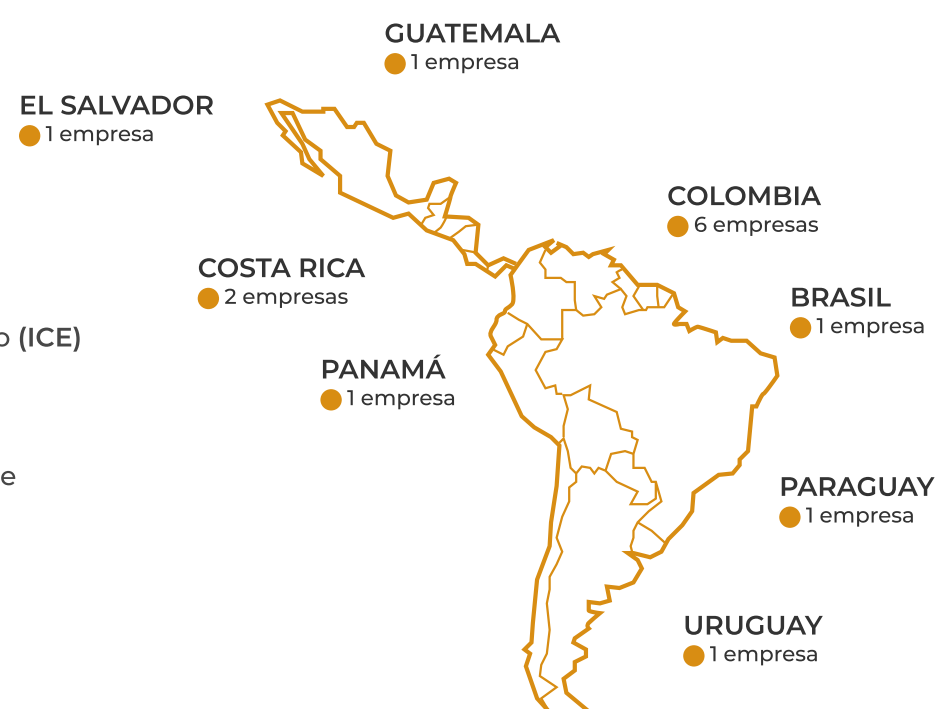 GUATEMALA
1 empresa
EL SALVADOR
1 empresa
COLOMBIA
6 empresas
COSTA RICA
2 empresas
BRASIL
1 empresa
o (ICE)
PANAMÁ
1 empresa
e
PARAGUAY
1 empresa
URUGUAY
1 empresa